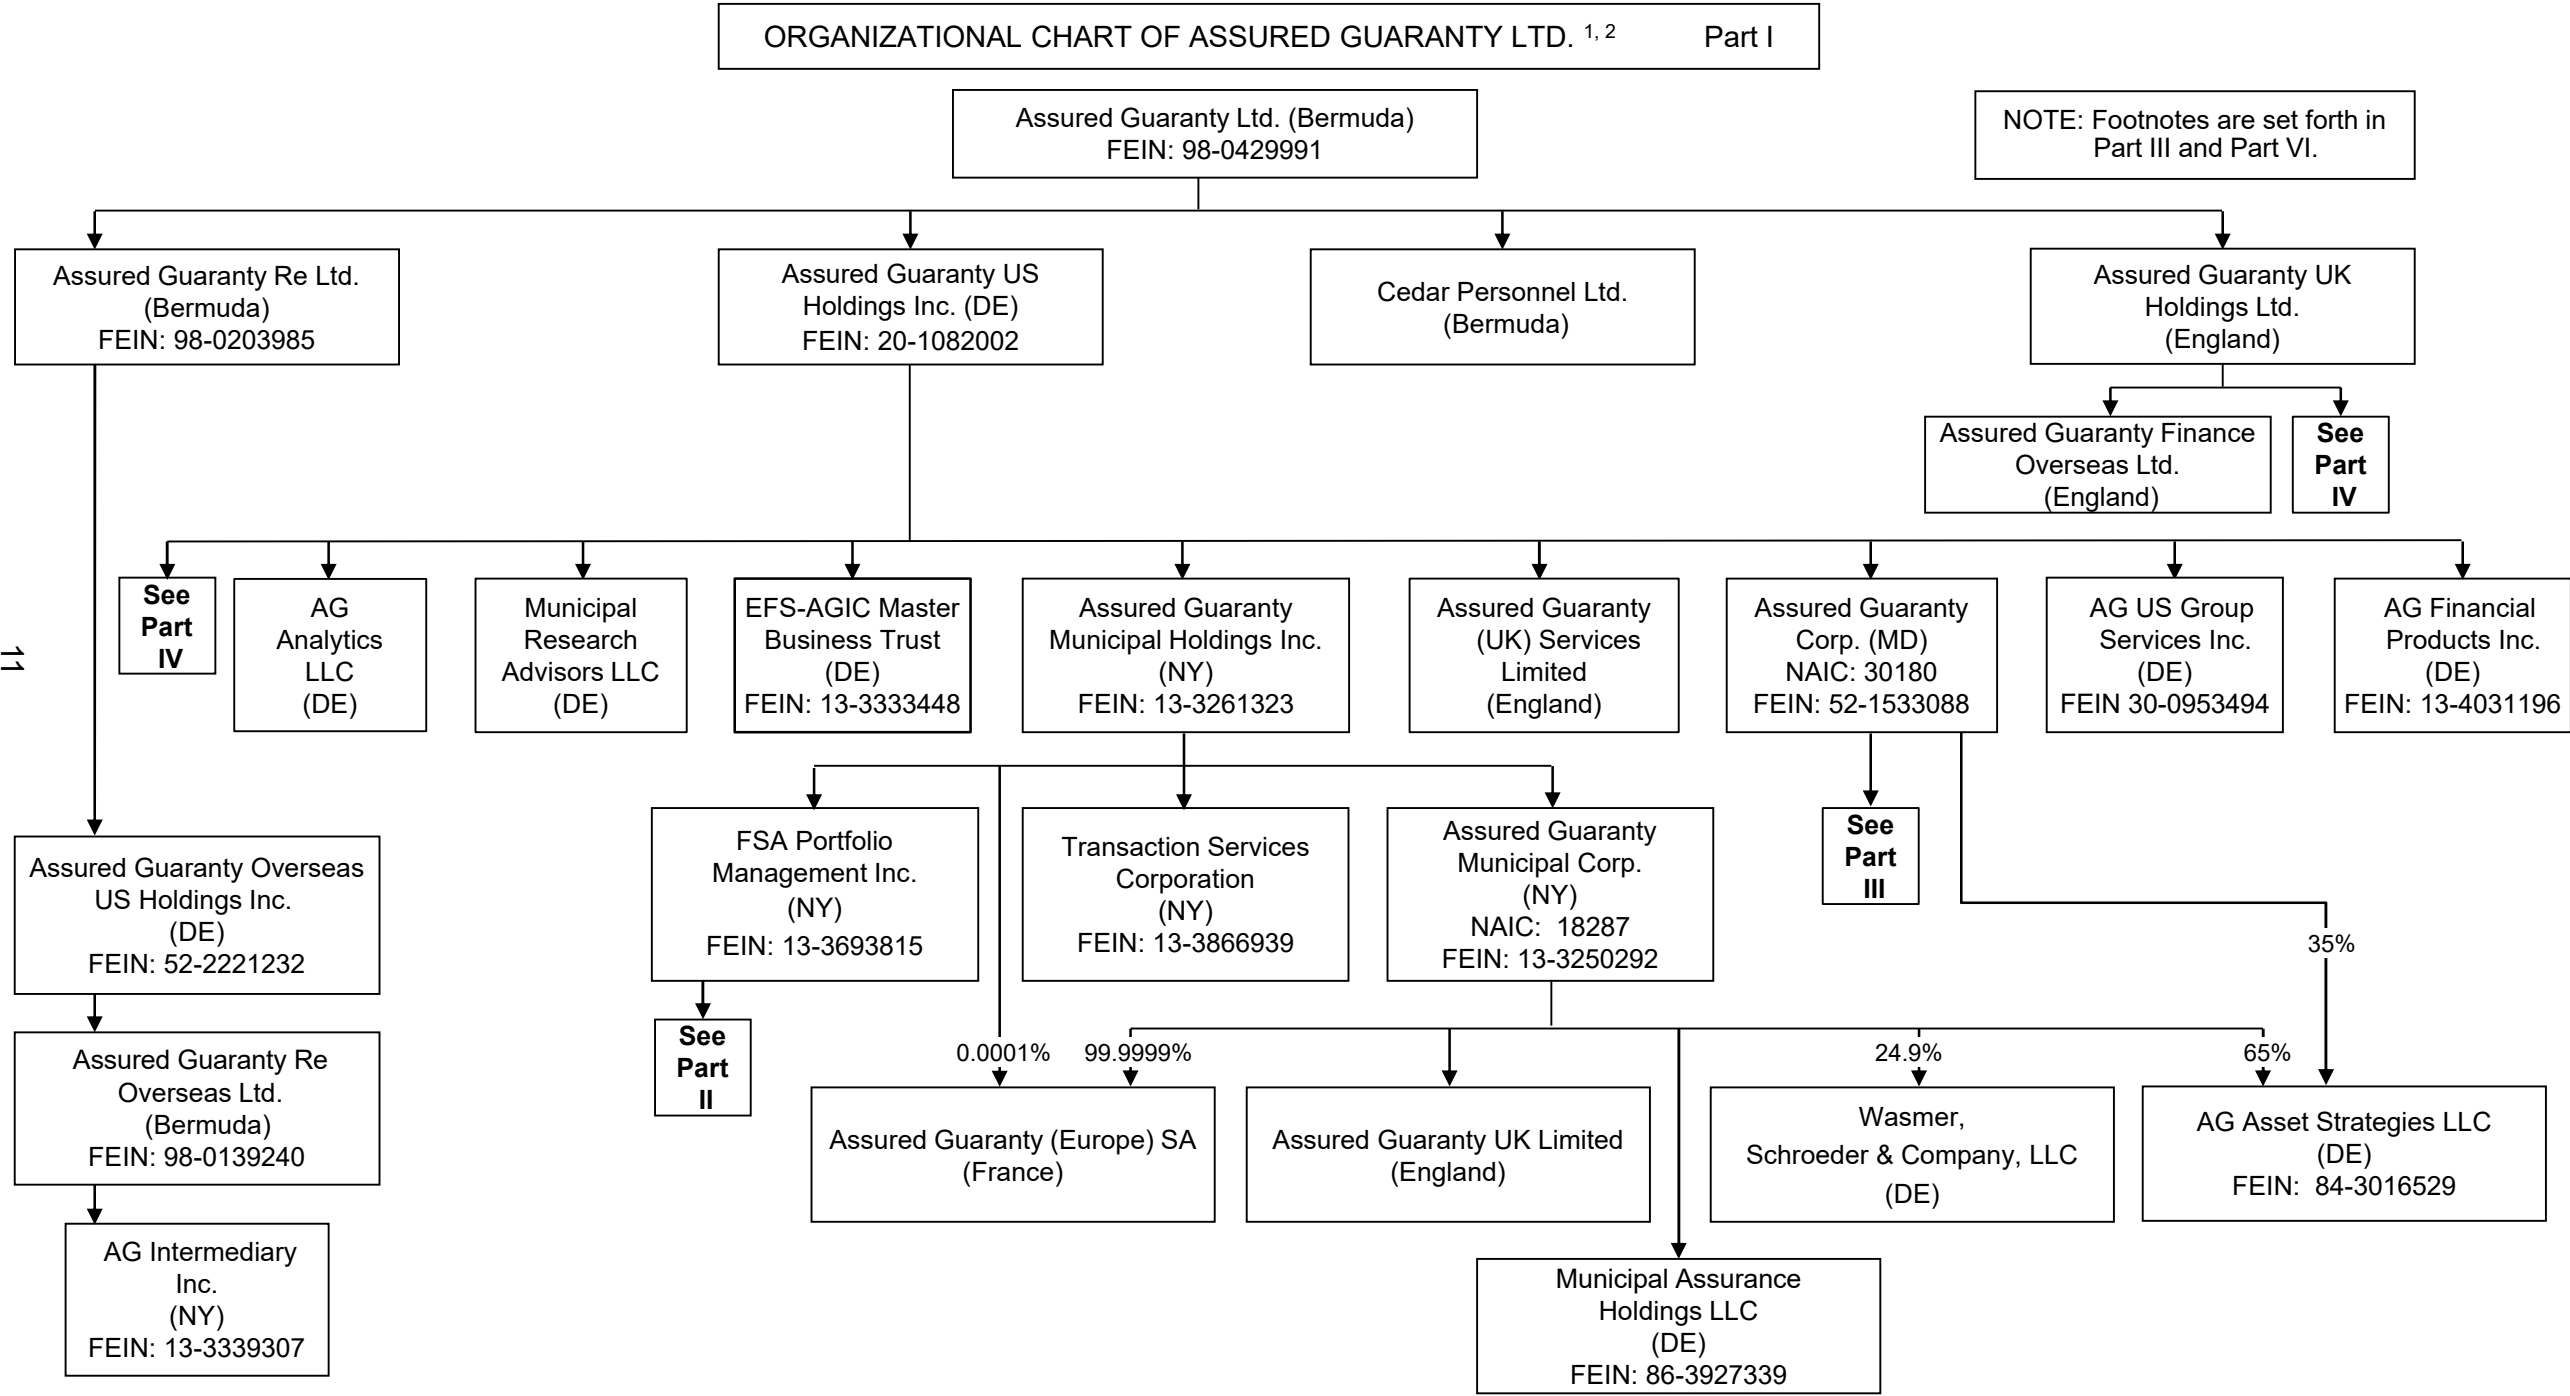 ORGANIZATIONAL CHART OF ASSURED GUARANTY LTD. 1, 2 Part I
Assured Guaranty Ltd. (Bermuda)
FEIN: 98-0429991
NOTE: Footnotes are set forth in
Part III and Part VI.
Assured Guaranty Re Ltd.
(Bermuda)
FEIN: 98-0203985
Assured Guaranty US
Holdings Inc. (DE)
FEIN: 20-1082002
Cedar Personnel Ltd.
(Bermuda)
Assured Guaranty UK
Holdings Ltd.
(England)
Assured Guaranty Finance
Overseas Ltd.
(England)
See
Part
IV
See
Part
IV
AG
Analytics
LLC
(DE)
Municipal
Research
Advisors LLC
(DE)
EFS-AGIC Master
Business Trust
(DE)
FEIN: 13-3333448
Assured Guaranty
Municipal Holdings Inc.
(NY)
FEIN: 13-3261323
Assured Guaranty
(UK) Services
Limited
(England)
Assured Guaranty
Corp. (MD)
NAIC: 30180
FEIN: 52-1533088
AG US Group
Services Inc.
(DE)
FEIN 30-0953494
AG Financial
Products Inc.
(DE)
FEIN: 13-4031196
11
Assured Guaranty Overseas
US Holdings Inc.
(DE)
FEIN: 52-2221232
FSA Portfolio
Management Inc.
(NY)
FEIN: 13-3693815
Transaction Services
Corporation
(NY)
FEIN: 13-3866939
Assured Guaranty
Municipal Corp.
(NY)
NAIC: 18287
FEIN: 13-3250292
See
Part
III
35%
Assured Guaranty Re
Overseas Ltd.
(Bermuda)
FEIN: 98-0139240
See
Part
II
0.0001%
99.9999%
24.9%
65%
Assured Guaranty (Europe) SA
(France)
Assured Guaranty UK Limited
(England)
Wasmer,
Schroeder & Company, LLC
(DE)
AG Asset Strategies LLC
(DE)
FEIN: 84-3016529
AG Intermediary
Inc.
(NY)
FEIN: 13-3339307
Municipal Assurance
Holdings LLC
(DE)
FEIN: 86-3927339